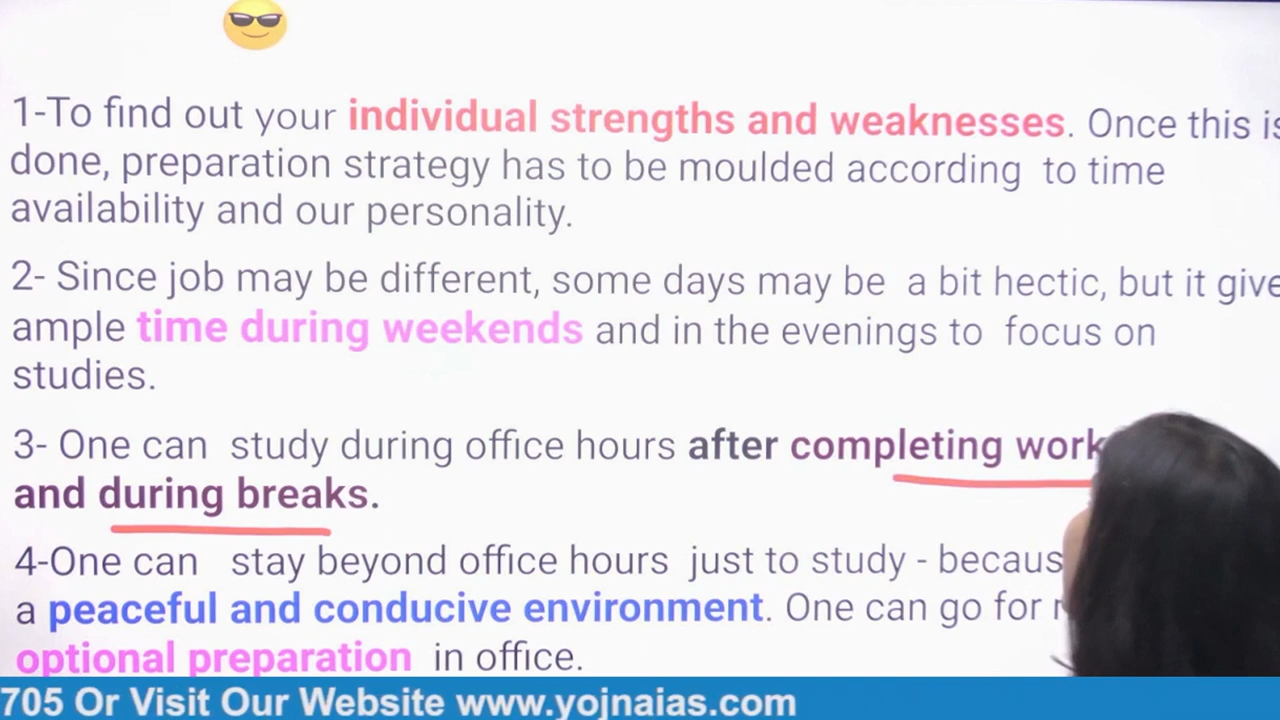 1-To find out your individual strengths and weaknesses. Once this is
done, preparation strategy has to be moulded according to time
availability and our personality.
2- Since job may be different, some days may be a bit hectic, but it give
ample time during weekends and in the evenings to focus on
studies.
3- One can study during office hours after completing work
and during breaks.
4-One can stay beyond office hours just to study - becaus
a peaceful and conducive environment. One can go for
optional preparation in office.
705 Or Visit Our Website www.yojnaias.com